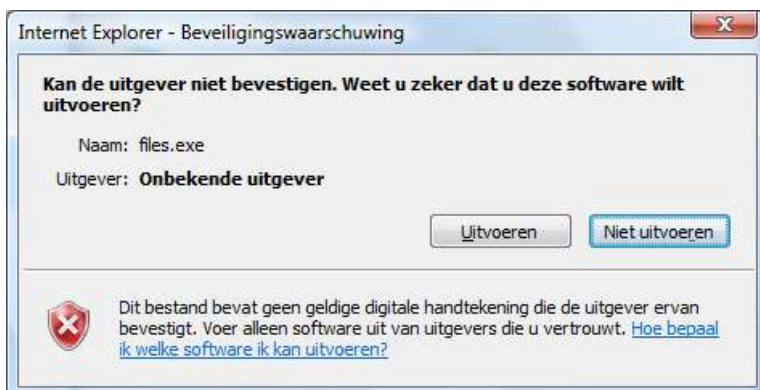 Internet Explorer - Beveiligingswaarschuwing
Kan de uitgever niet bevestigen. Weet u zeker dat u deze software wilt
uitvoeren?
Naam: files.exe
Uitgever: Onbekende uitgever
Uitvoeren Niet uitvoeren
Dit bestand bevat geen geldige digitale handtekening die de uitgever ervan
bevestigt. Voer alleen software uit van uitgevers die u vertrouwt. Hoe bepaal
ik welke software ik kan uitvoeren?